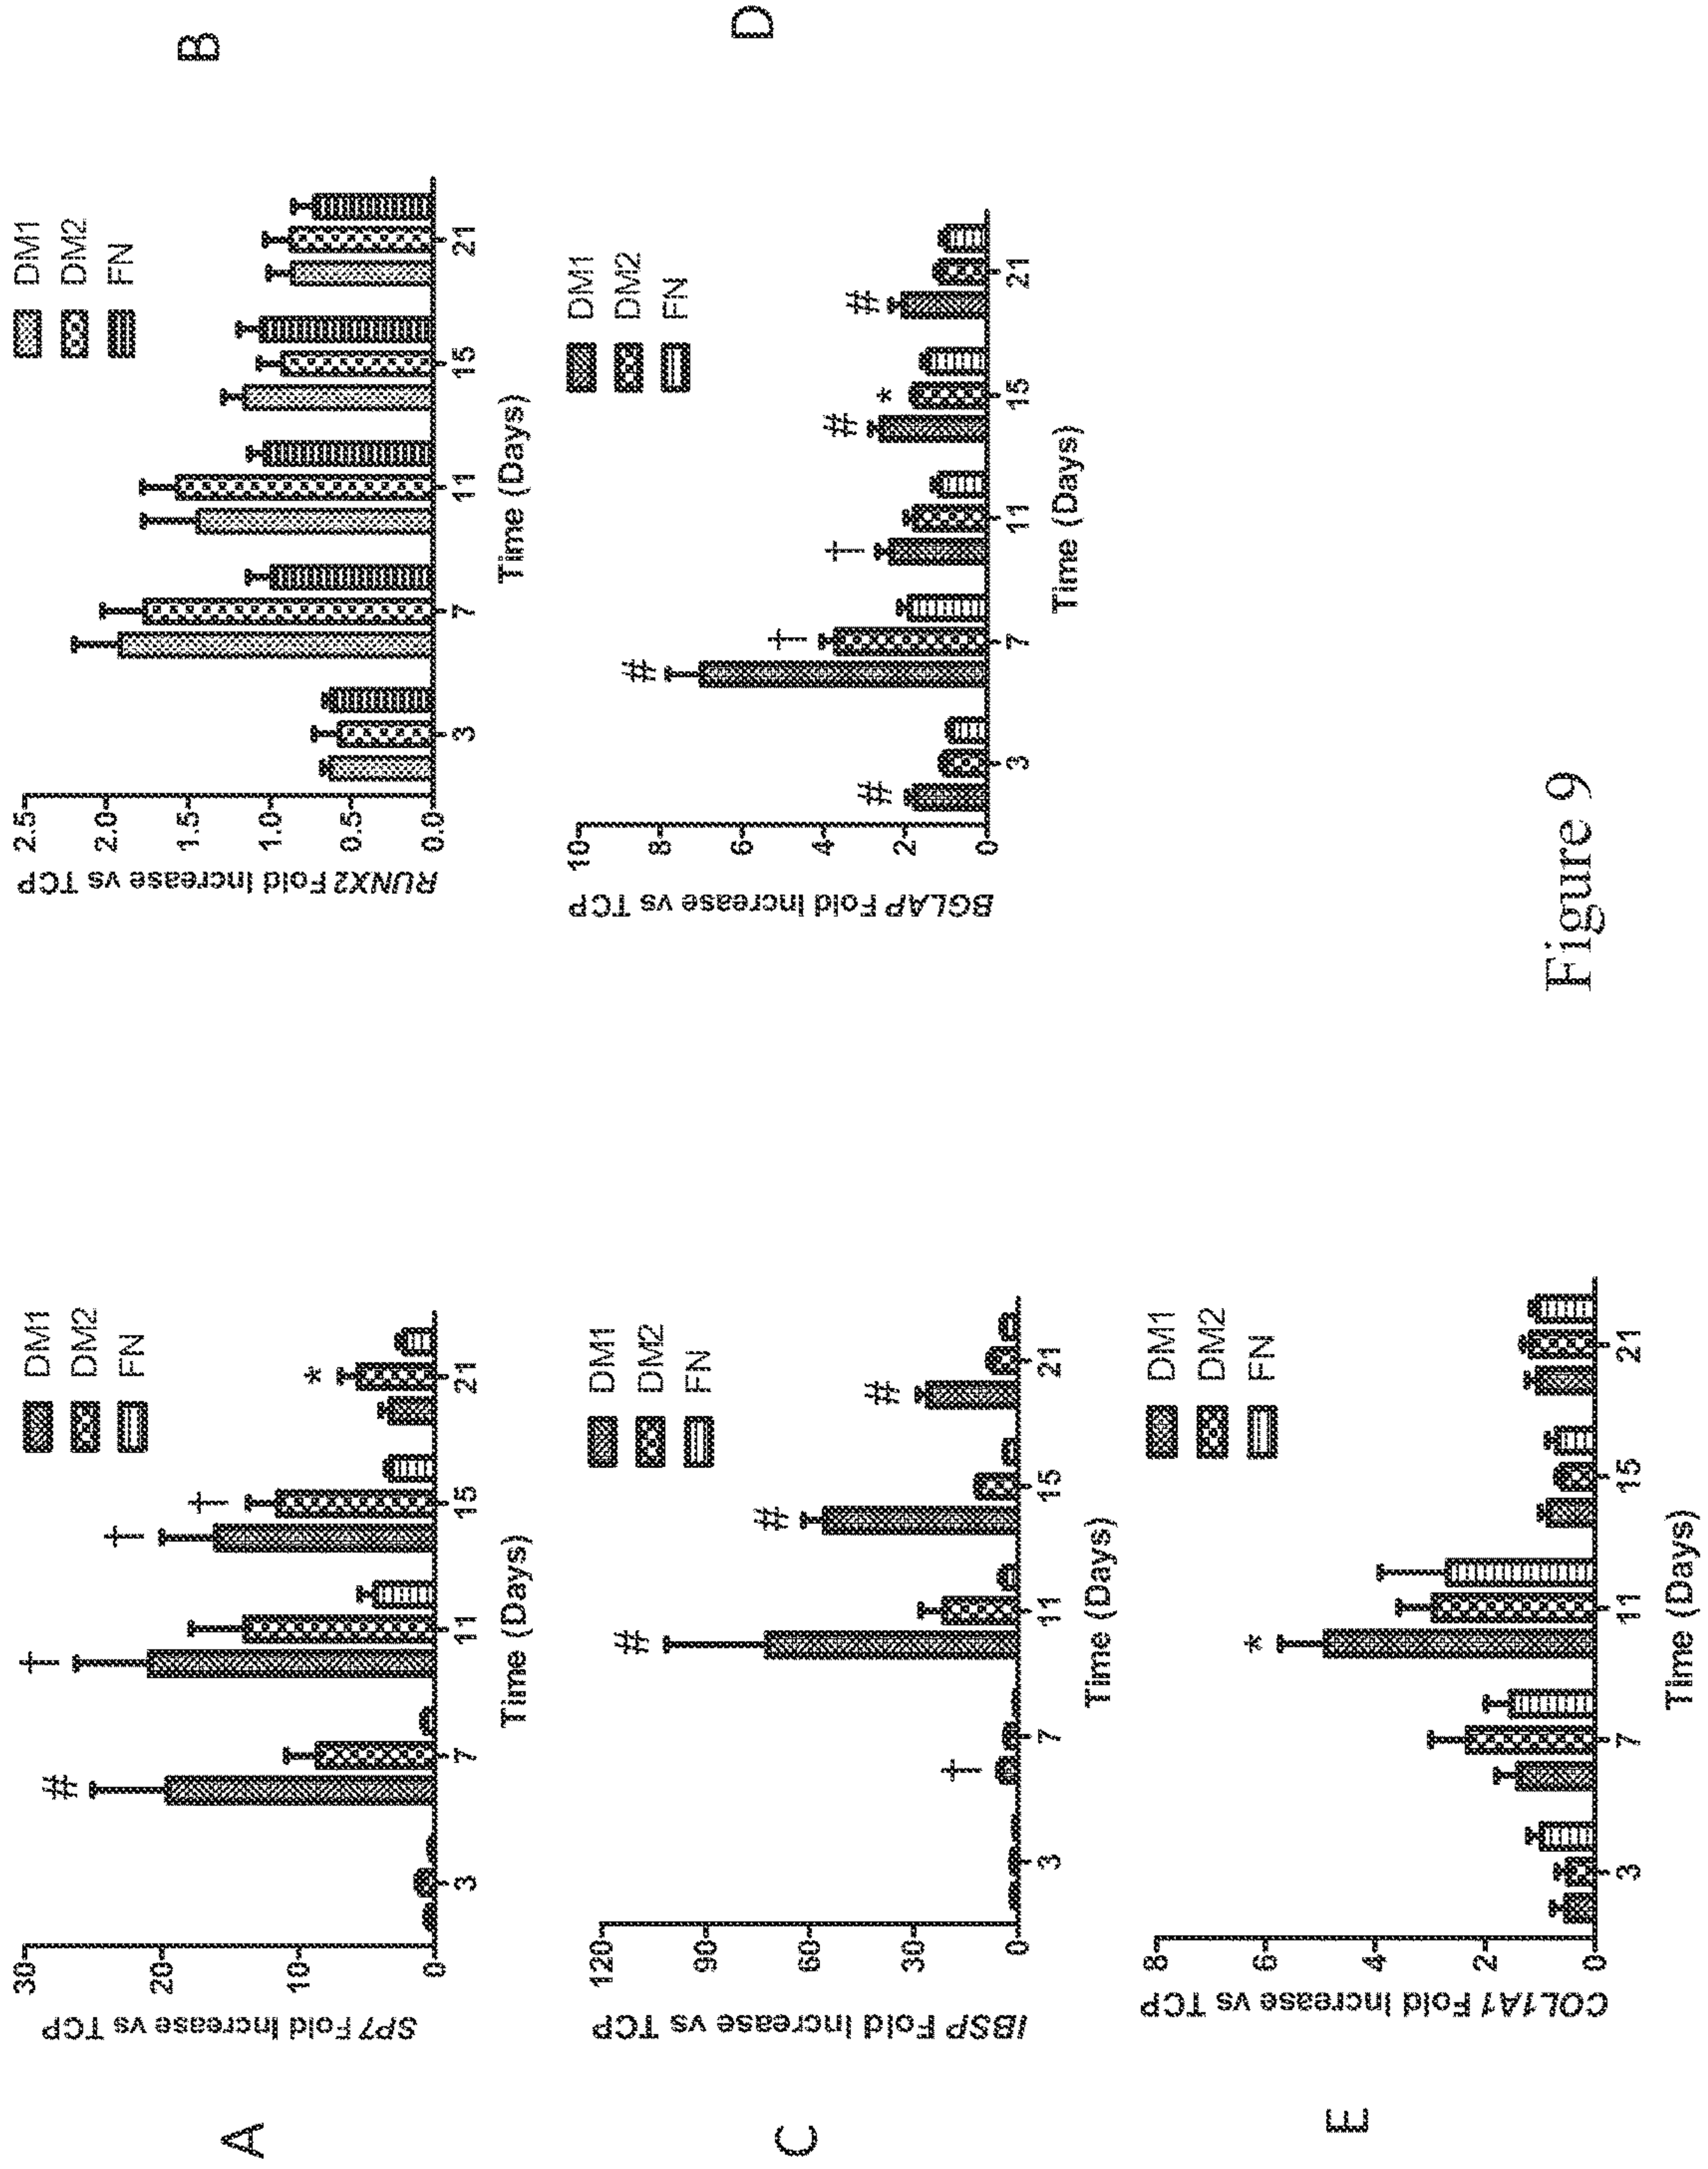 A
SP7 Fold Increase vs TCP
30
20
10
0
#
†
†
†
*
DM1
DM2
FN
3
7
11
15
21
Time (Days)
B
RUNX2 Fold Increase vs TCP
2.5
2.0
1.5
1.0
0.5
0.0
DM1
DM2
FN
3
7
11
15
21
Time (Days)
C
IBSP Fold Increase vs TCP
120
90
60
30
0
†
#
#
#
DM1
DM2
FN
3
7
11
15
21
Time (Days)
D
BGLAP Fold Increase vs TCP
10
8
6
4
2
0
#
#
†
†
#
*
#
DM1
DM2
FN
3
7
11
15
21
Time (Days)
E
COL1A1 Fold Increase vs TCP
8
6
4
2
0
*
DM1
DM2
FN
3
7
11
15
21
Time (Days)
Figure 9